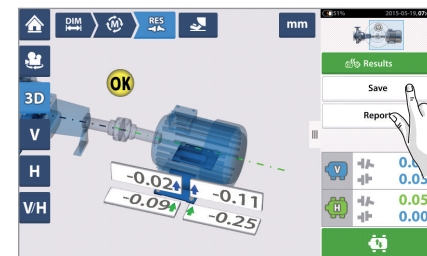 DIM
M
RES
mm
51%
2015-05-19,
Results
Save
Report
OK
3D
V
H
V/H
-0.02
-0.11
-0.09
-0.25
V
0.05
H
0.05
0.00